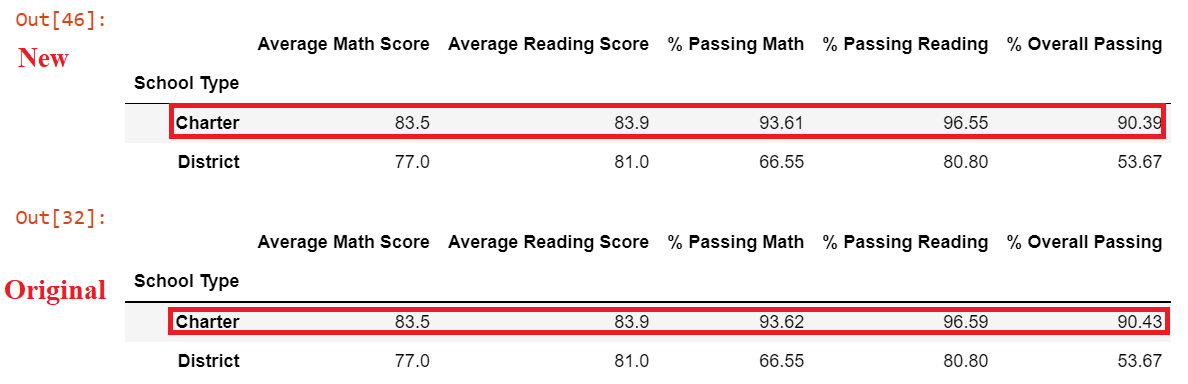 Out[46]:
New
Average Math Score Average Reading Score % Passing Math % Passing Reading % Overall Passing
School Type
Charter 83.5 83.9 93.61 96.55 90.39
District 77.0 81.0 66.55 80.80 53.67
Out[32]:
Original
Average Math Score Average Reading Score % Passing Math % Passing Reading % Overall Passing
School Type
Charter 83.5 83.9 93.62 96.59 90.43
District 77.0 81.0 66.55 80.80 53.67